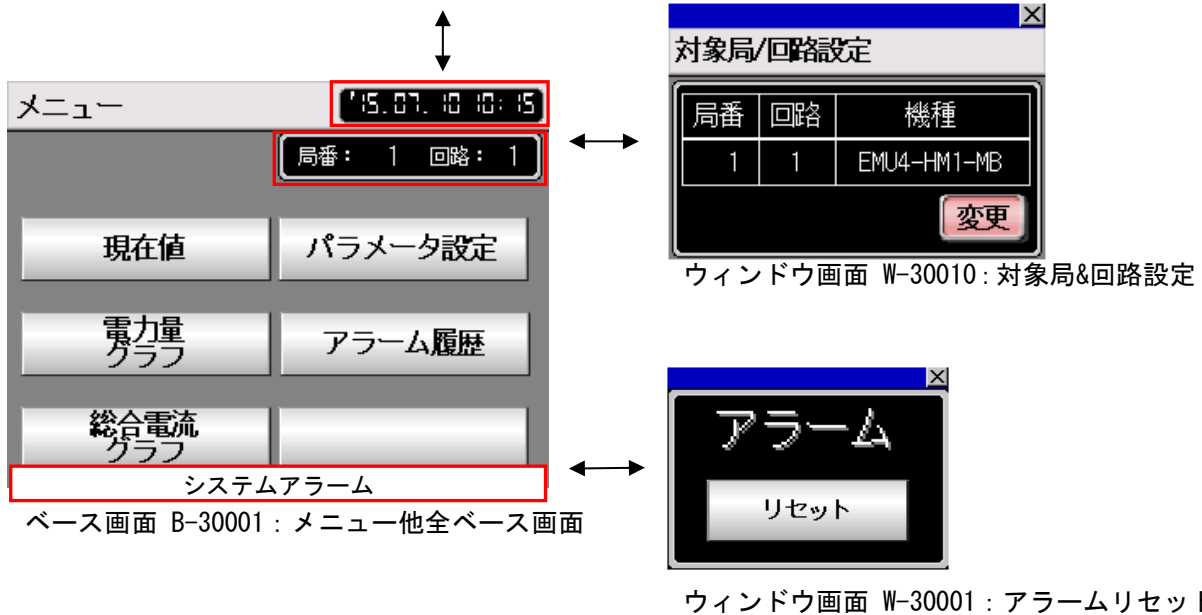 メニュー
'15.07.10 10:15
局番： 1 回路： 1
現在値
パラメータ設定
電力量
グラフ
アラーム履歴
総合電流
グラフ
システムアラーム
ベース画面 B-30001：メニュー他全ベース画面
対象局/回路設定
局番 回路 機種
1 1 EMU4-HM1-MB
変更
ウィンドウ画面 W-30010：対象局&回路設定
アラーム
リセット
ウィンドウ画面 W-30001：アラームリセット